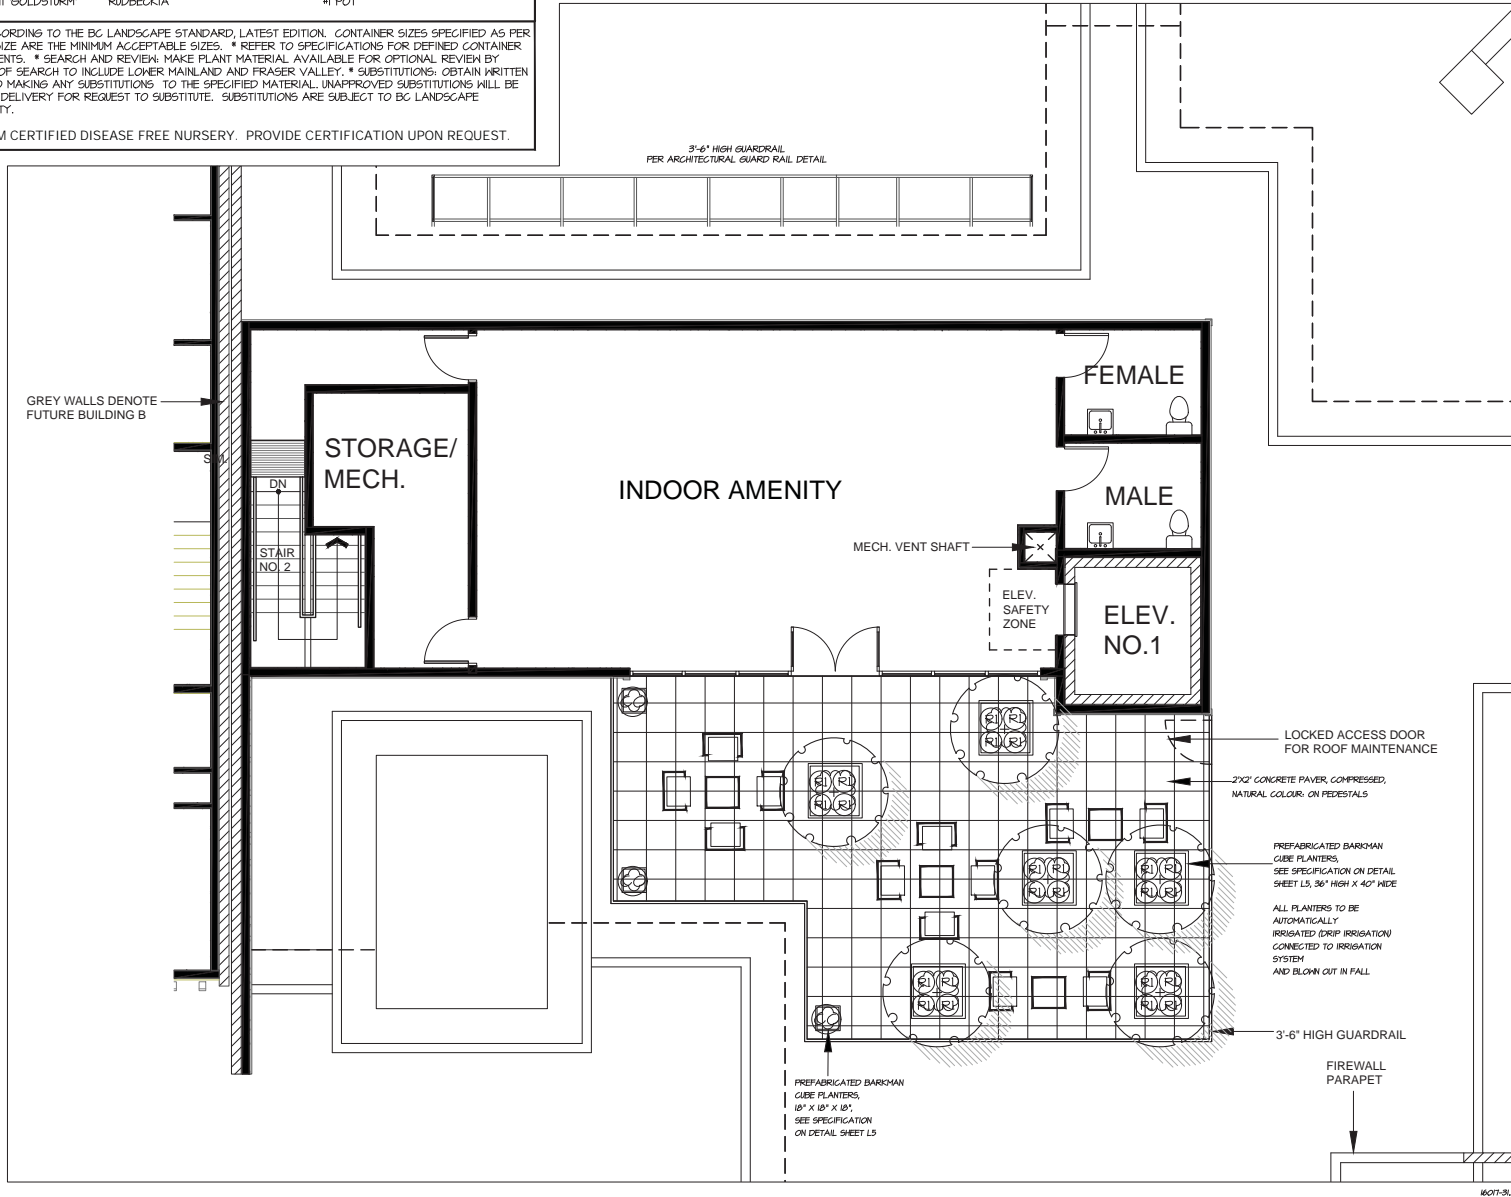 GOLDSTURM RUDBECKIA #1 POT
CORDING TO THE BC LANDSCAPE STANDARD, LATEST EDITION. CONTAINER SIZES SPECIFIED AS PER
SIZE ARE THE MINIMUM ACCEPTABLE SIZES. * REFER TO SPECIFICATIONS FOR DEFINED CONTAINER
ENTS. * SEARCH AND REVIEW: MAKE PLANT MATERIAL AVAILABLE FOR OPTIONAL REVIEW BY
OF SEARCH TO INCLUDE LOWER MAINLAND AND FRASER VALLEY. * SUBSTITUTIONS: OBTAIN WRITTEN
MAKING ANY SUBSTITUTIONS TO THE SPECIFIED MATERIAL. UNAPPROVED SUBSTITUTIONS WILL BE
DELIVERY FOR REQUEST TO SUBSTITUTE. SUBSTITUTIONS ARE SUBJECT TO BC LANDSCAPE
TY.
M CERTIFIED DISEASE FREE NURSERY. PROVIDE CERTIFICATION UPON REQUEST.
3'-6" HIGH GUARDRAIL
PER ARCHITECTURAL GUARD RAIL DETAIL
GREY WALLS DENOTE
FUTURE BUILDING B
STORAGE/
MECH.
DN
STAIR
NO. 2
INDOOR AMENITY
FEMALE
MALE
MECH. VENT SHAFT
ELEV.
SAFETY
ZONE
ELEV.
NO.1
LOCKED ACCESS DOOR
FOR ROOF MAINTENANCE
2'X2' CONCRETE PAVER, COMPRESSED,
NATURAL COLOUR: ON PEDESTALS
PREFABRICATED BARKMAN
CUBE PLANTERS,
SEE SPECIFICATION ON DETAIL
SHEET L5, 36" HIGH X 40" WIDE
ALL PLANTERS TO BE
AUTOMATICALLY
IRRIGATED (DRIP IRRIGATION)
CONNECTED TO IRRIGATION
SYSTEM
AND BLOWN OUT IN FALL
3'-6" HIGH GUARDRAIL
FIREWALL
PARAPET
PREFABRICATED BARKMAN
CUBE PLANTERS,
18" X 18" X 18",
SEE SPECIFICATION
ON DETAIL SHEET L5